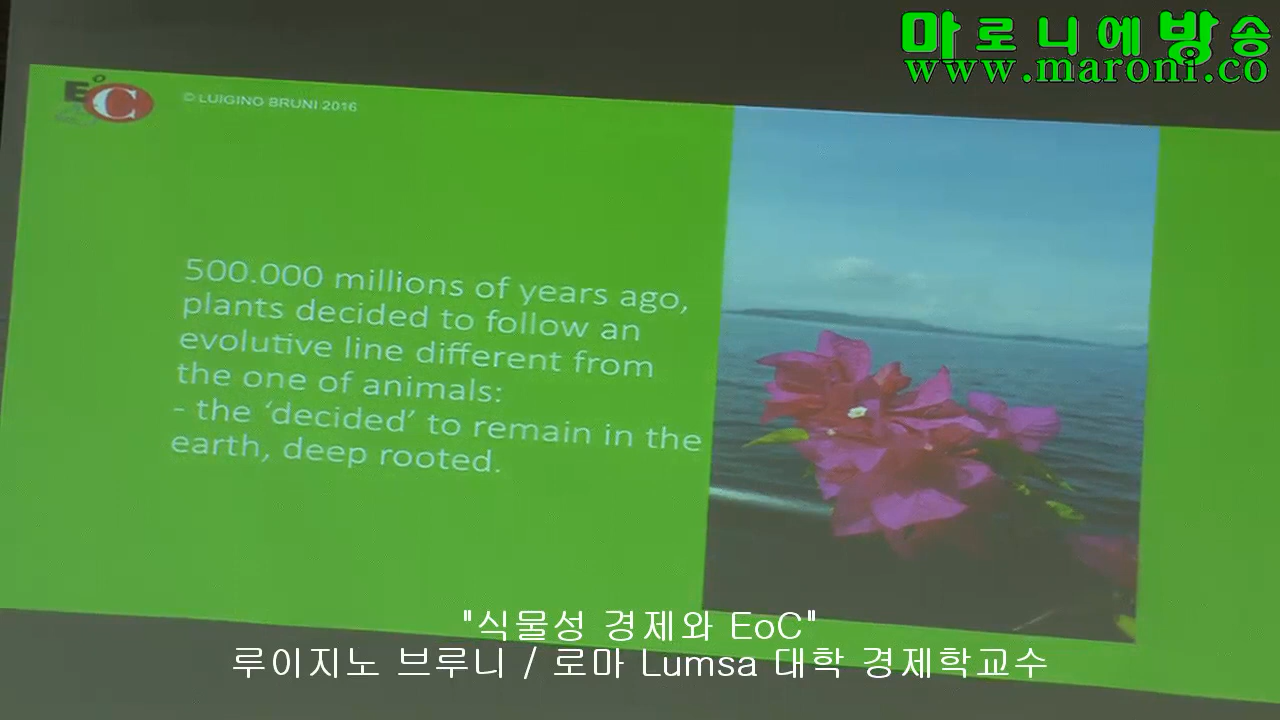 마로니에방송
www.maroni.co
EoC
© LUIGINO BRUNI 2016
500.000 millions of years ago,
plants decided to follow an
evolutive line different from
the one of animals:
- the ‘decided’ to remain in the
earth, deep rooted.
"식물성 경제와 EoC"
루이지노 브루니 / 로마 Lumsa 대학 경제학교수